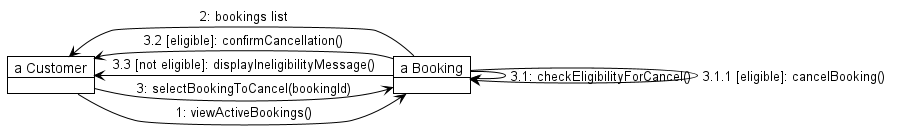 2: bookings list
3.2 [eligible]: confirmCancellation()
3.3 [not eligible]: displayIneligibilityMessage()
a Customer
a Booking
3.1: checkEligibilityForCancel()
3.1.1 [eligible]: cancelBooking()
3: selectBookingToCancel(bookingId)
1: viewActiveBookings()